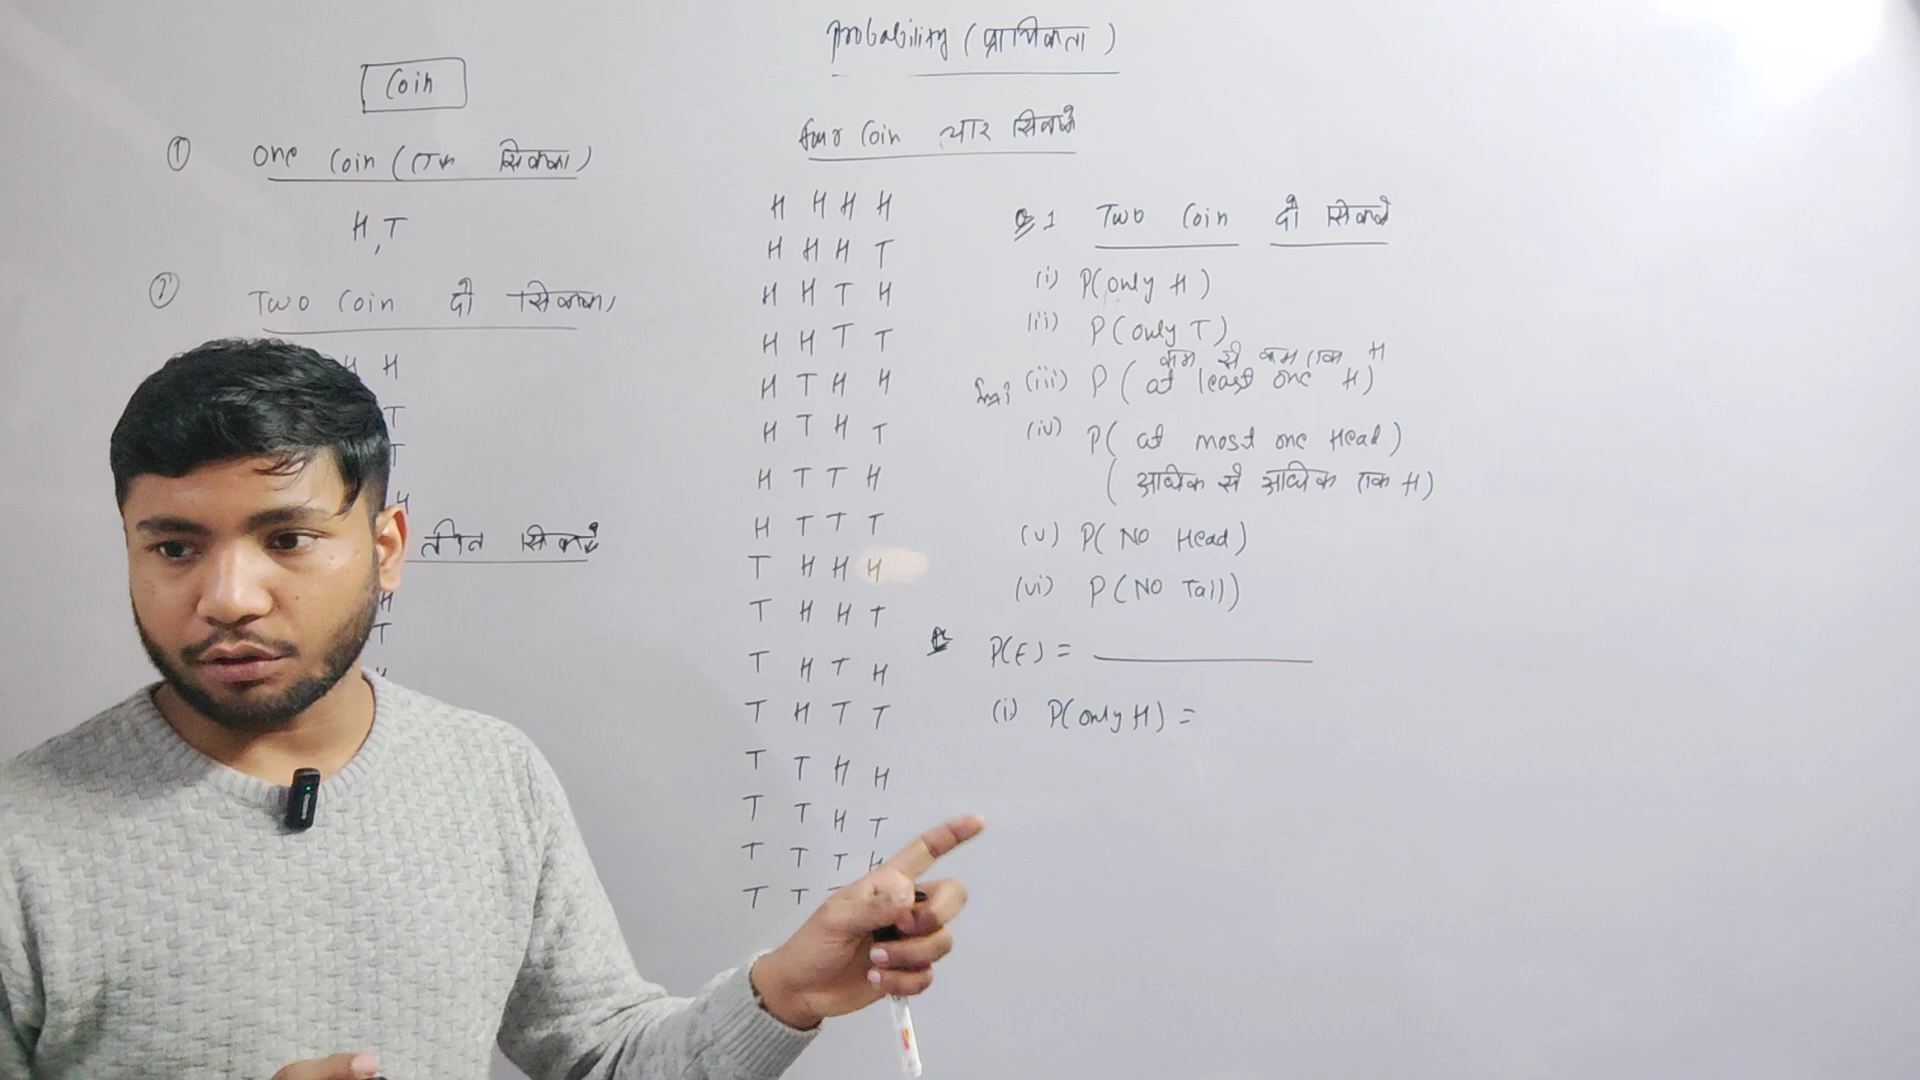 Probability (प्रायिकता)
Coin
① one Coin (एक सिक्का)
H, T
② Two Coin दो सिक्का
H H
T
T
H
तीन सिक्के
H
T
four Coin चार सिक्के
H H H H
H H H T
H H T H
H H T T
H T H H
H T H T
H T T H
H T T T
T H H H
T H H T
T H T H
T H T T
T T H H
T T H T
T T T H
T T
Q.1 Two Coin दो सिक्के
(i) P(only H)
(ii) P(only T)
कम से कम एक H
(iii) P( at least one H)
(iv) P( at most one Head)
( अधिक से अधिक एक H)
(v) P( No Head)
(vi) P(No Tail)
P(E) =
(i) P(only H) =